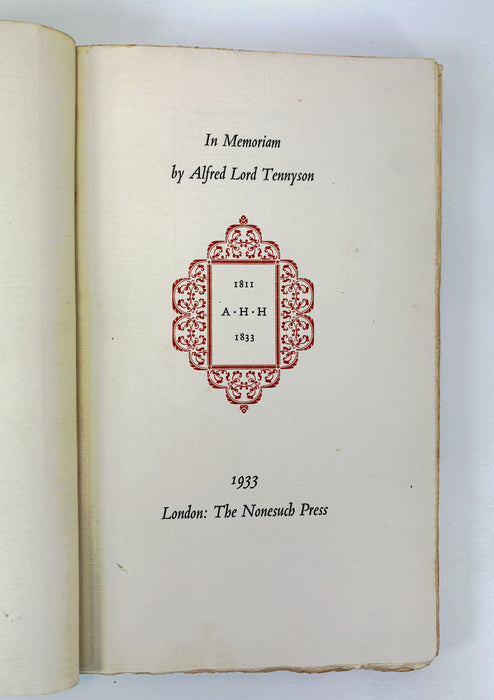 In Memoriam
by Alfred Lord Tennyson
1811
A·H·H
1833
1933
London: The Nonesuch Press